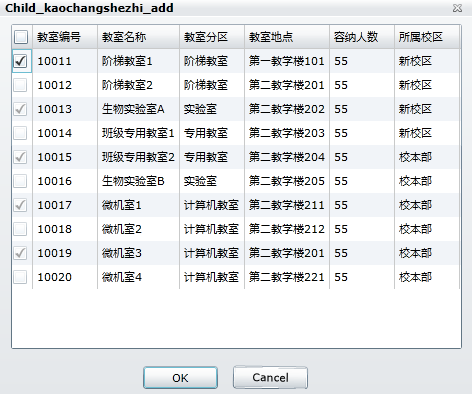 Child_kaochangshezhi_add
教室编号 教室名称 教室分区 教室地点 容纳人数 所属校区
10011 阶梯教室1 阶梯教室 第一教学楼101 55 新校区
10012 阶梯教室2 阶梯教室 第二教学楼201 55 新校区
10013 生物实验室A 实验室 第二教学楼202 55 新校区
10014 班级专用教室1 专用教室 第二教学楼203 55 新校区
10015 班级专用教室2 专用教室 第二教学楼204 55 校本部
10016 生物实验室B 实验室 第二教学楼205 55 校本部
10017 微机室1 计算机教室 第二教学楼211 55 校本部
10018 微机室2 计算机教室 第二教学楼212 55 校本部
10019 微机室3 计算机教室 第二教学楼201 55 校本部
10020 微机室4 计算机教室 第二教学楼221 55 校本部
OK Cancel